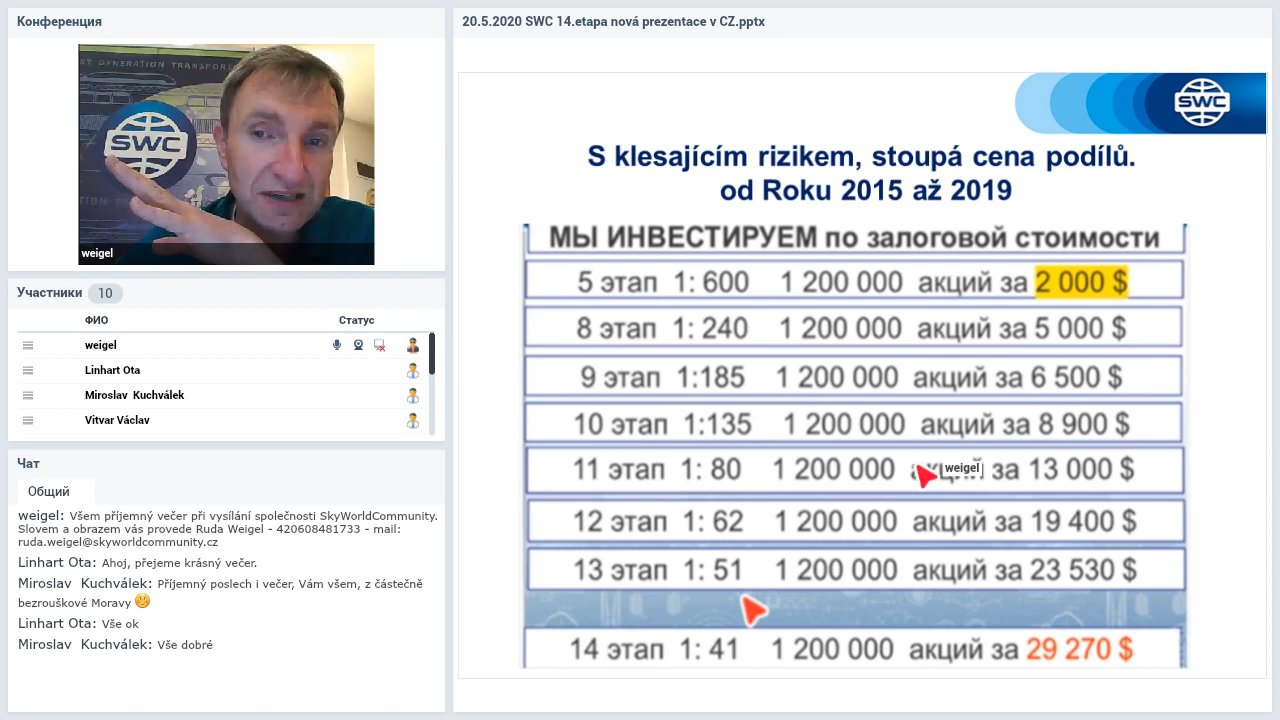 Конференция
XT GENERATION TRANSPORT
SWC
weigel
Участники 10
ФИО Статус
weigel
Linhart Ota
Miroslav Kuchválek
Vitvar Václav
Чат
Общий
weigel: Všem příjemný večer při vysílání společnosti SkyWorldCommunity.
Slovem a obrazem vás provede Ruda Weigel - 420608481733 - mail:
ruda.weigel@skyworldcommunity.cz
Linhart Ota: Ahoj, přejeme krásný večer.
Miroslav Kuchválek: Příjemný poslech i večer, Vám všem, z částečně
bezrouškové Moravy
Linhart Ota: Vše ok
Miroslav Kuchválek: Vše dobré
20.5.2020 SWC 14.etapa nová prezentace v CZ.pptx
SWC
S klesajícím rizikem, stoupá cena podílů.
od Roku 2015 až 2019
МЫ ИНВЕСТИРУЕМ по залоговой стоимости
5 этап 1: 600 1 200 000 акций за 2 000 $
8 этап 1: 240 1 200 000 акций за 5 000 $
9 этап 1:185 1 200 000 акций за 6 500 $
10 этап 1:135 1 200 000 акций за 8 900 $
11 этап 1: 80 1 200 000 weigel за 13 000 $
12 этап 1: 62 1 200 000 акций за 19 400 $
13 этап 1: 51 1 200 000 акций за 23 530 $
14 этап 1: 41 1 200 000 акций за 29 270 $